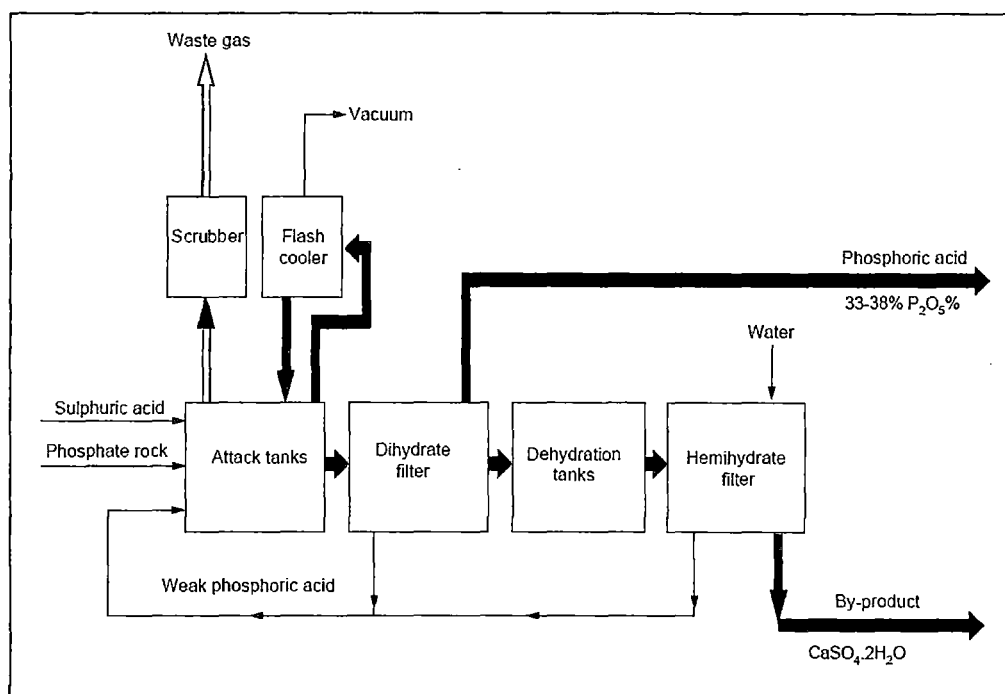 Waste gas
Vacuum
Scrubber
Flash
cooler
Phosphoric acid
33-38% P₂O₅%
Water
Sulphuric acid
Phosphate rock
Attack tanks
Dihydrate
filter
Dehydration
tanks
Hemihydrate
filter
Weak phosphoric acid
By-product
CaSO₄.2H₂O